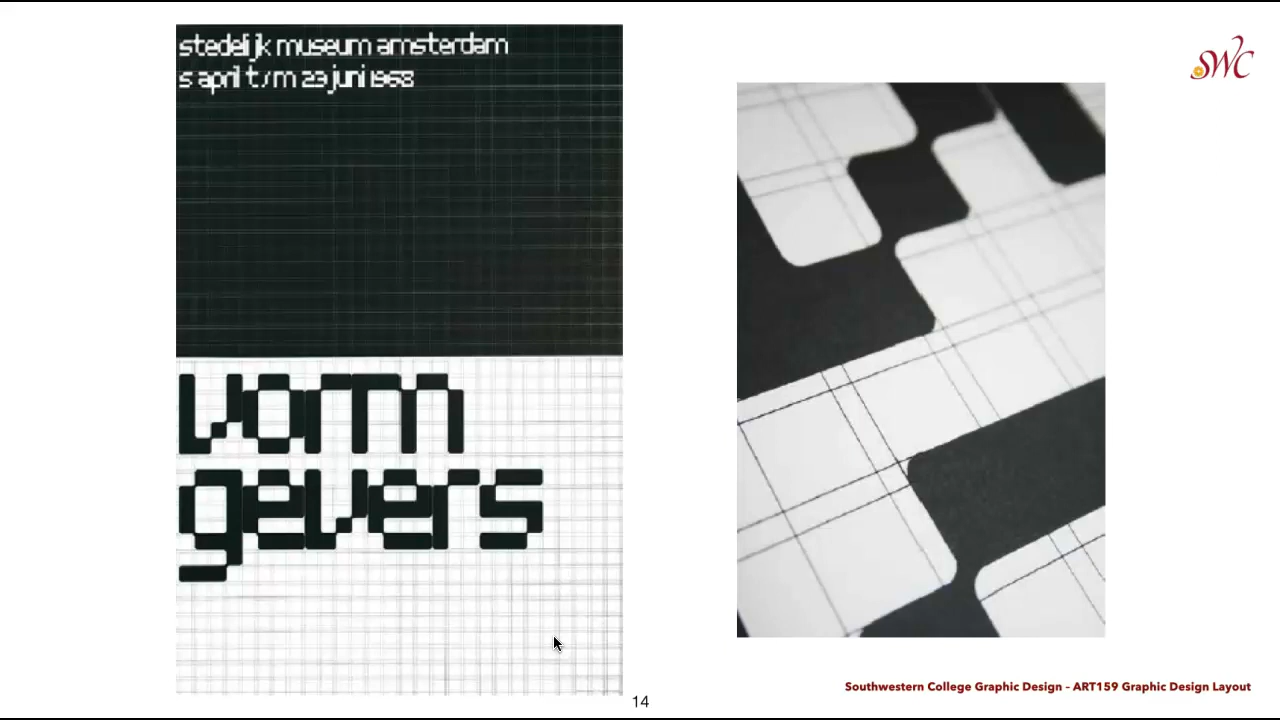 stedelijk museum amsterdam
5 april t/m 29 juni 1968
vorm
gevers
SWC
14
Southwestern College Graphic Design – ART159 Graphic Design Layout